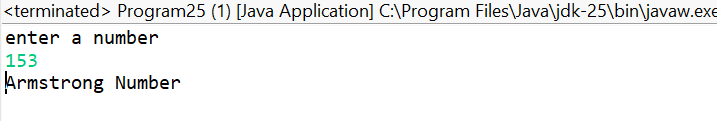 <terminated> Program25 (1) [Java Application] C:\Program Files\Java\jdk-25\bin\javaw.exe
enter a number
153
Armstrong Number